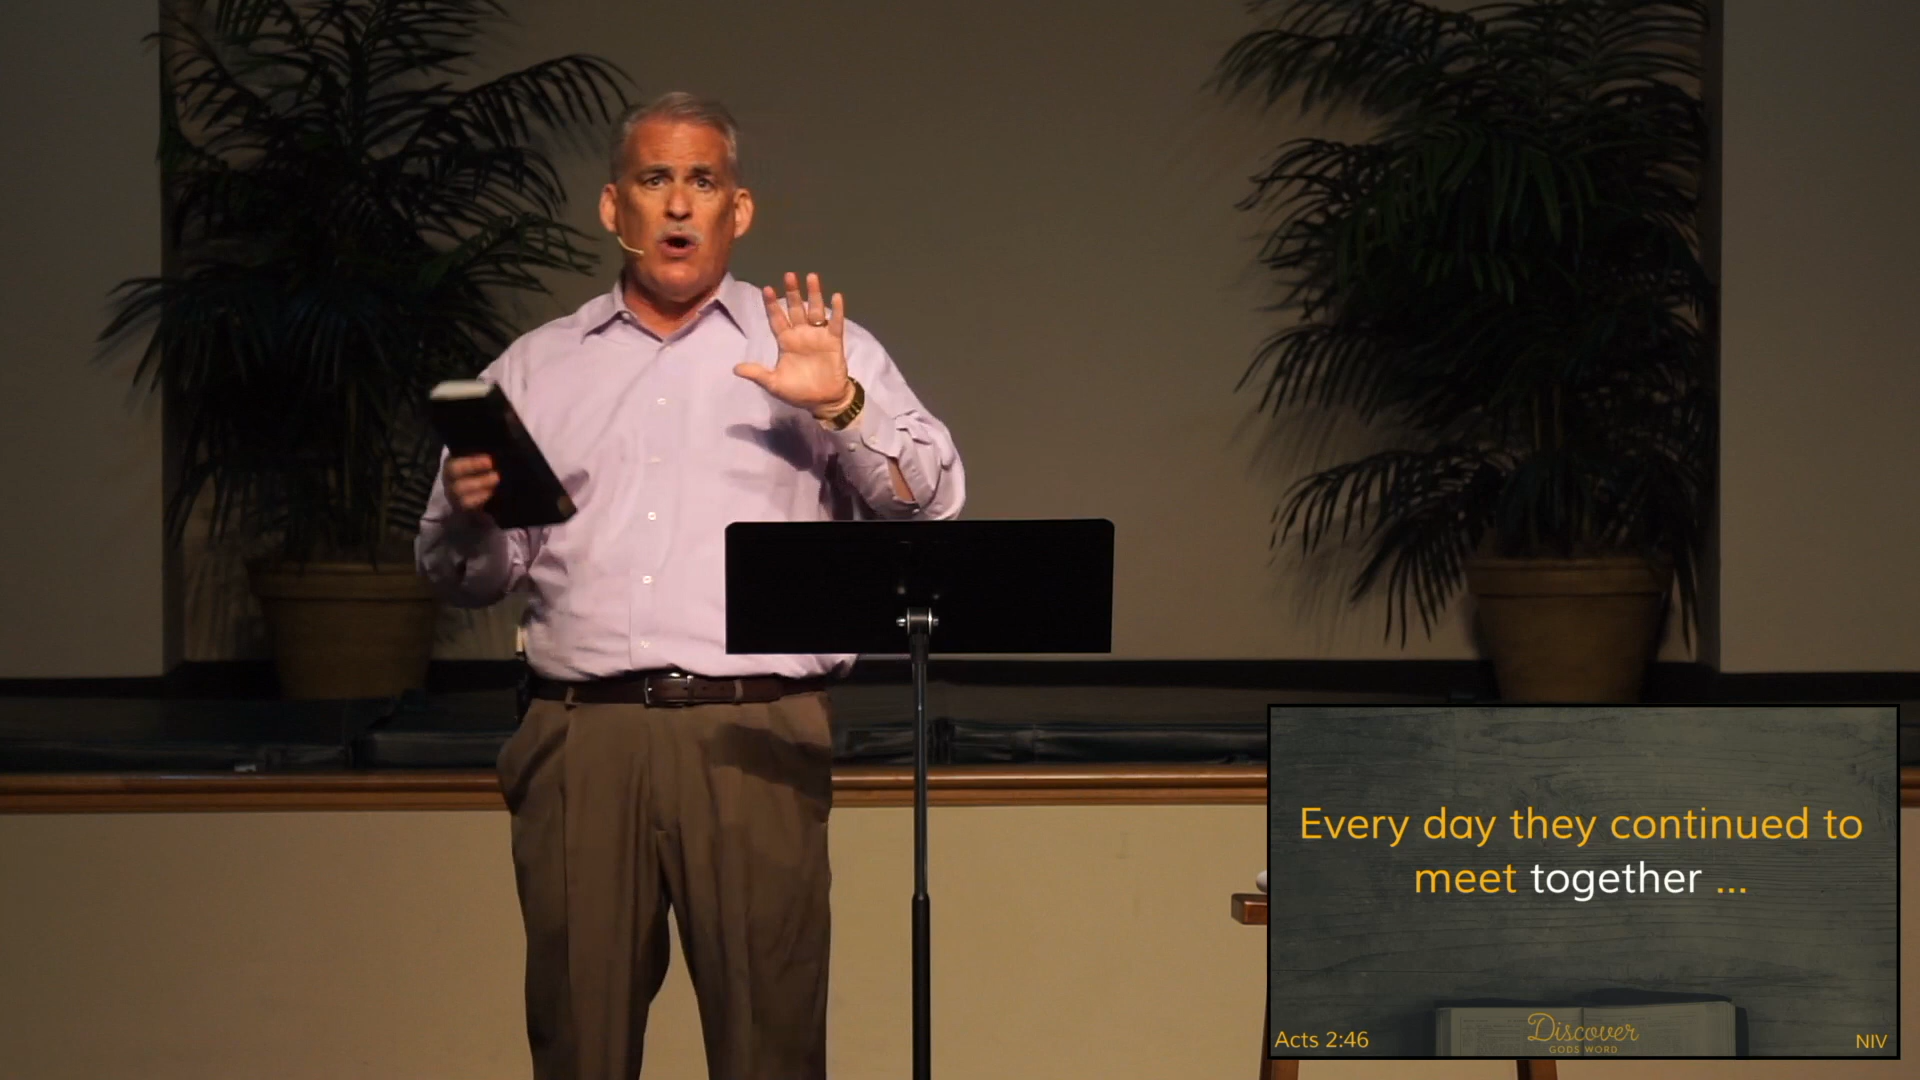 Every day they continued to
meet together ...
Discover
GODS WORD
Acts 2:46
NIV